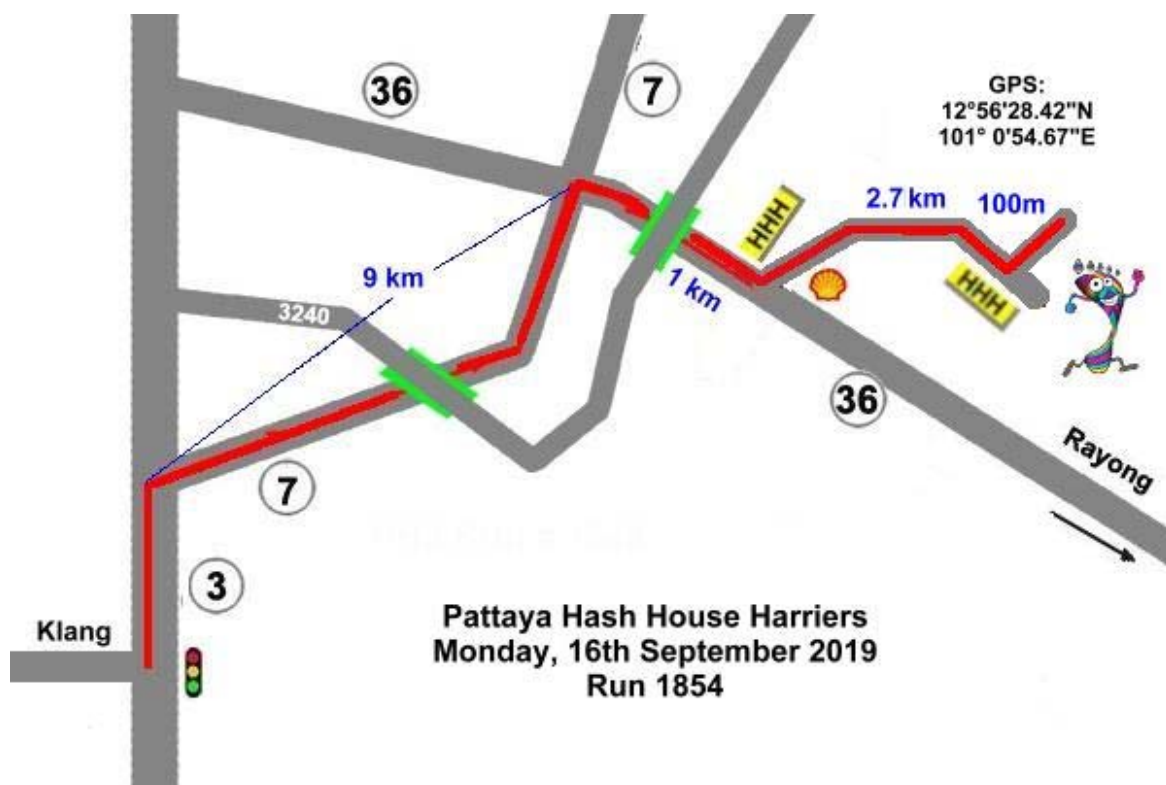 36
7
GPS:
12°56'28.42"N
101° 0'54.67"E
2.7 km
100m
HHH
HHH
9 km
1 km
3240
36
Rayong
7
3
Klang
Pattaya Hash House Harriers
Monday, 16th September 2019
Run 1854